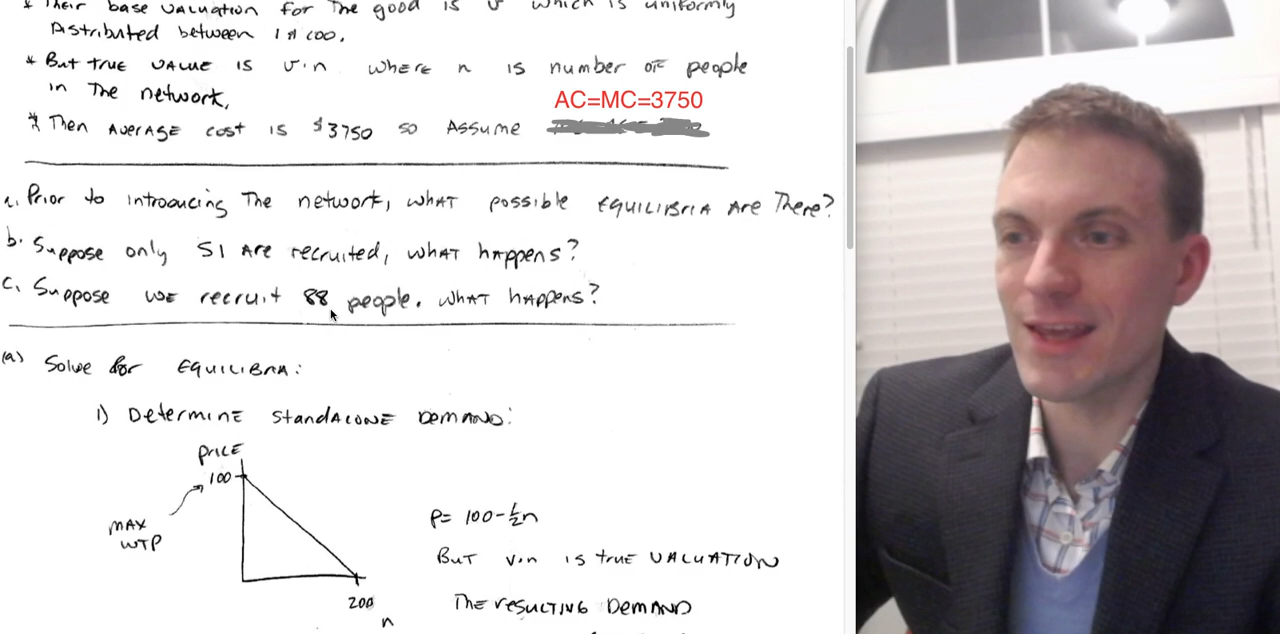 * Their base valuation for the good is v which is uniformly
Distributed between 1 & 100.
* But true value is v·n where n is number of people
in the network.
AC=MC=3750
* Then average cost is $3750 so Assume
a. Prior to introducing the network, what possible equilibria are there?
b. Suppose only 51 are recruited, what happens?
c. Suppose we recruit 88 people. What happens?
(a) Solve for Equilibria:
1) Determine standalone demand:
price
100
max
WTP
P= 100-½n
But v·n is true valuation
The resulting demand
200
n